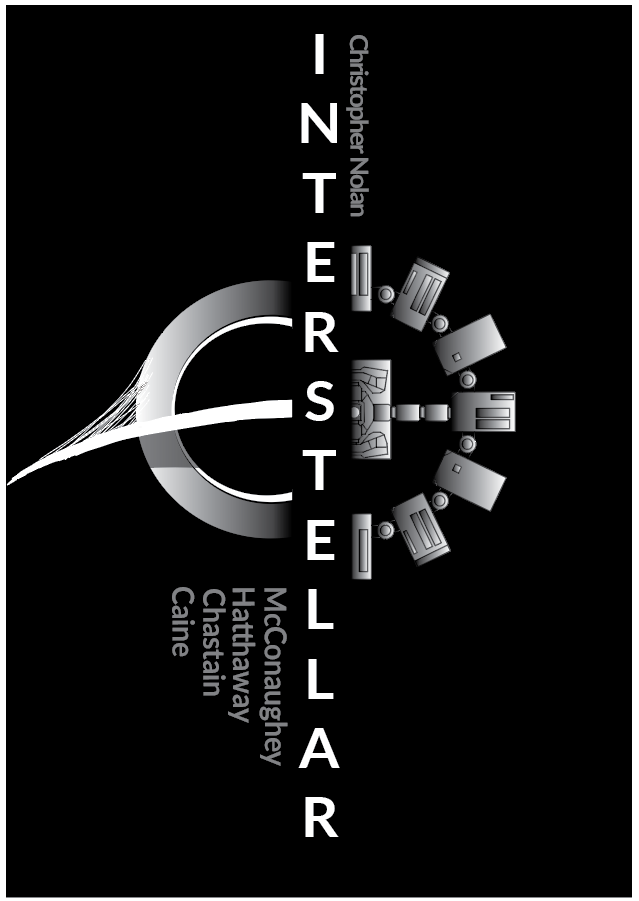 INTERSTELLAR
Christopher Nolan
McConaughey
Hatthaway
Chastain
Caine